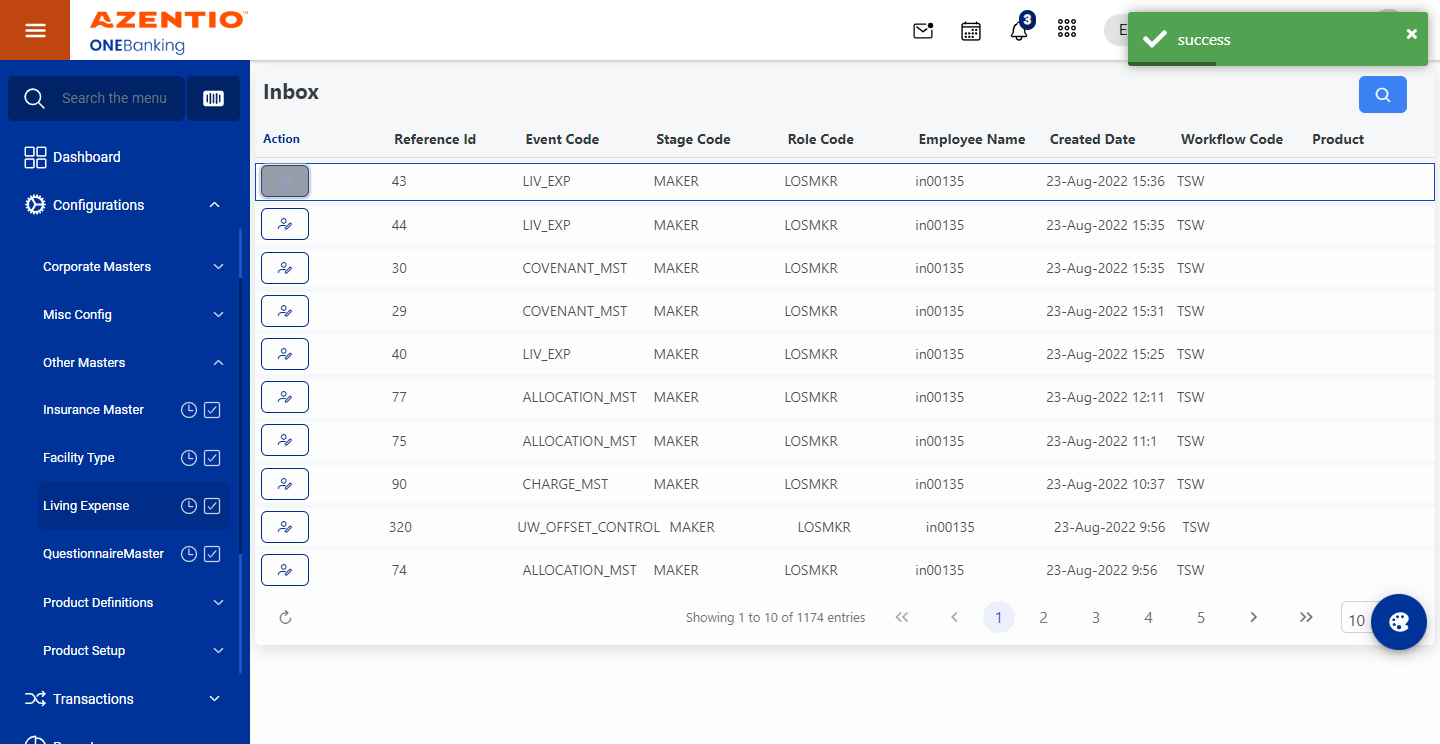 AZENTIO™
ONEBanking
3
E
success
Search the menu
Dashboard
Configurations
Corporate Masters
Misc Config
Other Masters
Insurance Master
Facility Type
Living Expense
QuestionnaireMaster
Product Definitions
Product Setup
Transactions
Inbox
Action Reference Id Event Code Stage Code Role Code Employee Name Created Date Workflow Code Product
43 LIV_EXP MAKER LOSMKR in00135 23-Aug-2022 15:36 TSW
44 LIV_EXP MAKER LOSMKR in00135 23-Aug-2022 15:35 TSW
30 COVENANT_MST MAKER LOSMKR in00135 23-Aug-2022 15:35 TSW
29 COVENANT_MST MAKER LOSMKR in00135 23-Aug-2022 15:31 TSW
40 LIV_EXP MAKER LOSMKR in00135 23-Aug-2022 15:25 TSW
77 ALLOCATION_MST MAKER LOSMKR in00135 23-Aug-2022 12:11 TSW
75 ALLOCATION_MST MAKER LOSMKR in00135 23-Aug-2022 11:1 TSW
90 CHARGE_MST MAKER LOSMKR in00135 23-Aug-2022 10:37 TSW
320 UW_OFFSET_CONTROL MAKER LOSMKR in00135 23-Aug-2022 9:56 TSW
74 ALLOCATION_MST MAKER LOSMKR in00135 23-Aug-2022 9:56 TSW
Showing 1 to 10 of 1174 entries 1 2 3 4 5 10